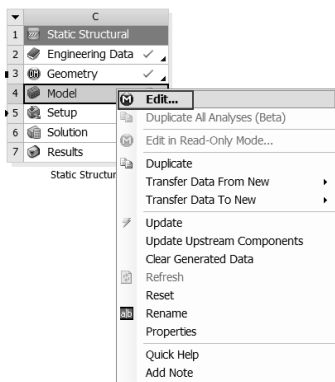 C
1 Static Structural
2 Engineering Data
3 Geometry
4 Model
5 Setup
6 Solution
7 Results
Static Structur
Edit...
Duplicate All Analyses (Beta)
Edit in Read-Only Mode...
Duplicate
Transfer Data From New
Transfer Data To New
Update
Update Upstream Components
Clear Generated Data
Refresh
Reset
Rename
Properties
Quick Help
Add Note